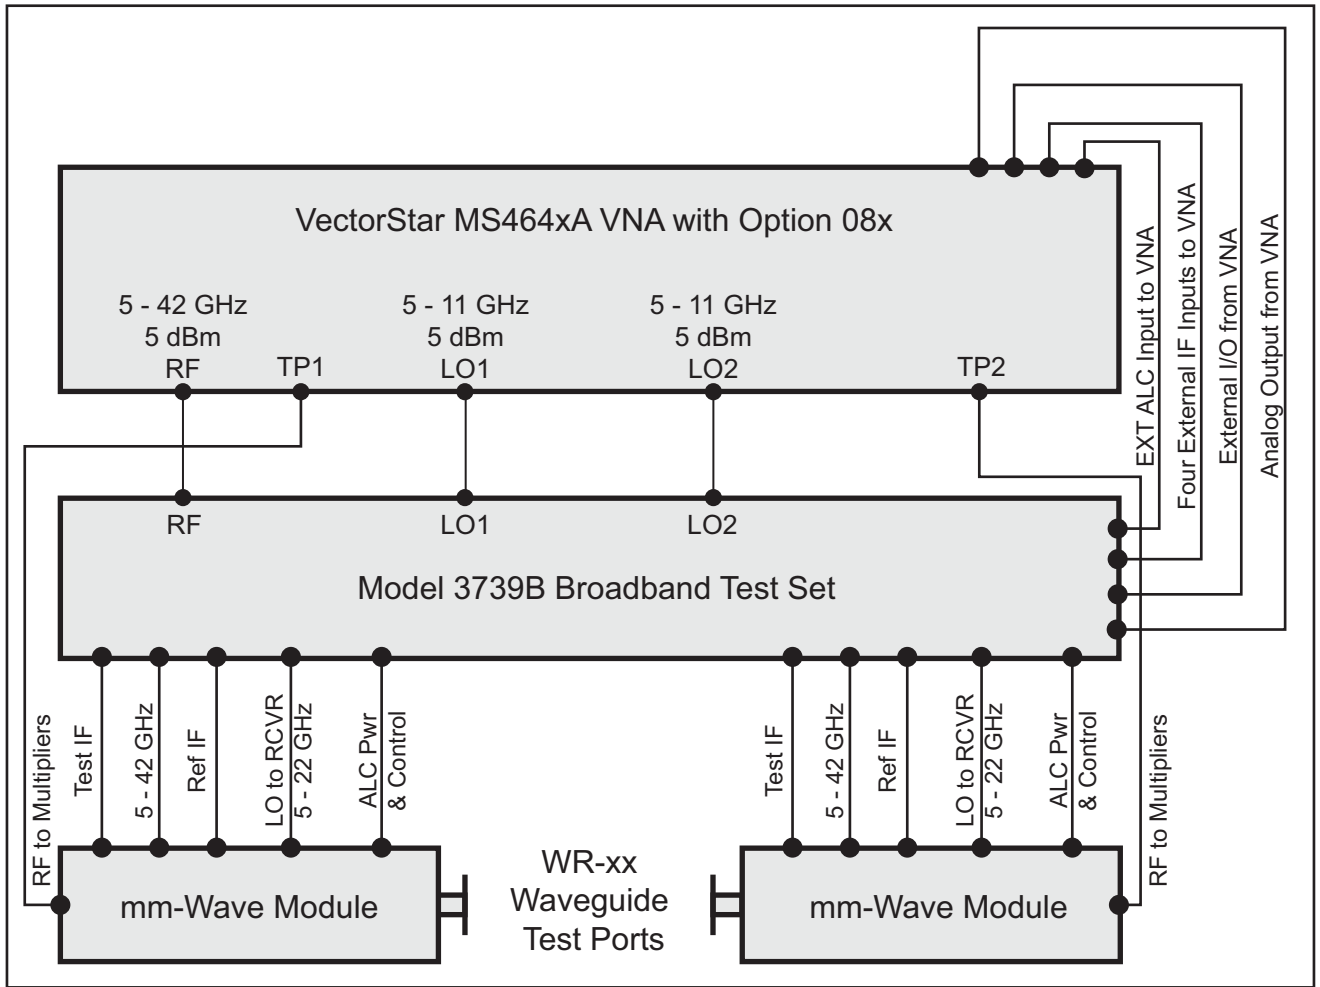 VectorStar MS464xA VNA with Option 08x
5 - 42 GHz
5 dBm
RF
TP1
5 - 11 GHz
5 dBm
LO1
5 - 11 GHz
5 dBm
LO2
TP2
EXT ALC Input to VNA
Four External IF Inputs to VNA
External I/O from VNA
Analog Output from VNA
RF
LO1
LO2
Model 3739B Broadband Test Set
RF to Multipliers
Test IF
5 - 42 GHz
Ref IF
LO to RCVR
5 - 22 GHz
ALC Pwr
& Control
Test IF
5 - 42 GHz
Ref IF
LO to RCVR
5 - 22 GHz
ALC Pwr
& Control
RF to Multipliers
mm-Wave Module
WR-xx
Waveguide
Test Ports
mm-Wave Module